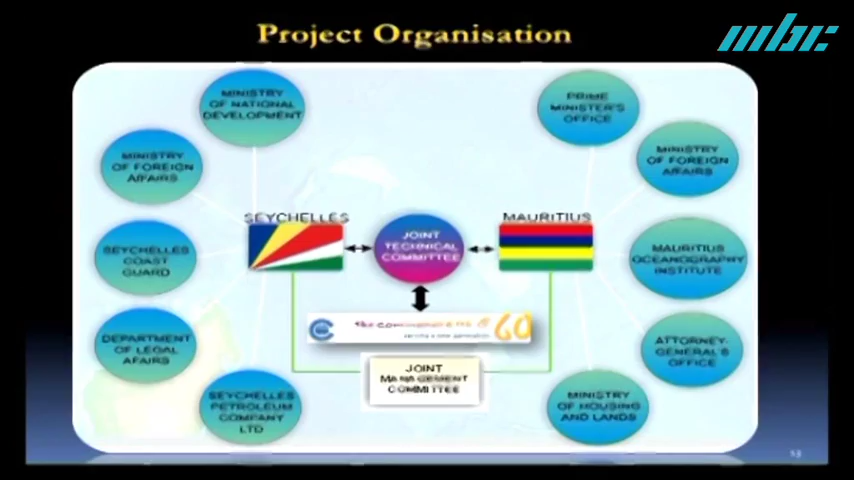 Project Organisation
mbc
MINISTRY
OF NATIONAL
DEVELOPMENT
PRIME
MINISTER'S
OFFICE
MINISTRY
OF FOREIGN
AFFAIRS
MINISTRY
OF FOREIGN
AFFAIRS
SEYCHELLES
JOINT
TECHNICAL
COMMITTEE
MAURITIUS
SEYCHELLES
COAST
GUARD
MAURITIUS
OCEANOGRAPHY
INSTITUTE
DEPARTMENT
OF LEGAL
AFAIRS
60
ATTORNEY-
GENERAL'S
OFFICE
JOINT
MANAGEMENT
COMMITTEE
SEYCHELLES
PETROLEUM
COMPANY
LTD
MINISTRY
OF HOUSING
AND LANDS
53